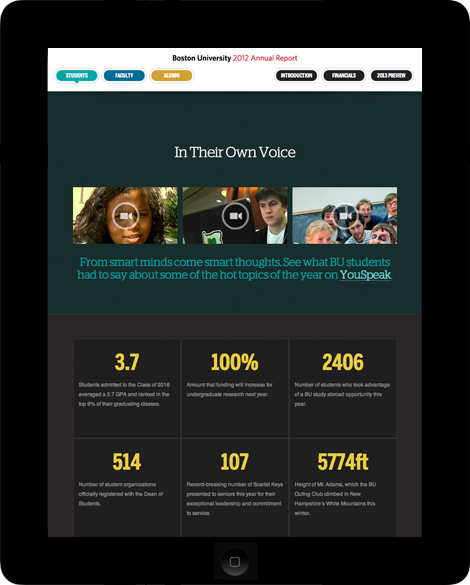 Boston University 2012 Annual Report
STUDENTS FACULTY ALUMNI INTRODUCTION FINANCIALS 2013 PREVIEW
In Their Own Voice
From smart minds come smart thoughts. See what BU students
had to say about some of the hot topics of the year on YouSpeak.
3.7
Students admitted to the Class of 2016
averaged a 3.7 GPA and ranked in the
top 9% of their graduating classes.
100%
Amount that funding will increase for
undergraduate research next year.
2406
Number of students who took advantage
of a BU study abroad opportunity this
year.
514
Number of student organizations
officially registered with the Dean of
Students.
107
Record-breaking number of Scarlet Keys
presented to seniors this year for their
exceptional leadership and commitment
to service.
5774ft
Height of Mt. Adams, which the BU
Outing Club climbed in New
Hampshire's White Mountains this
winter.